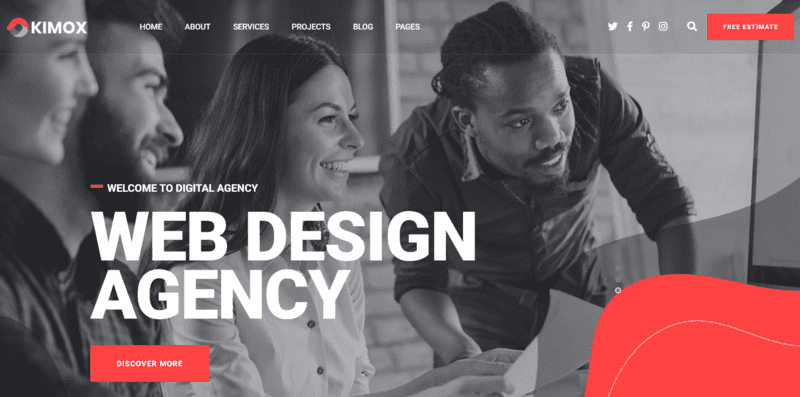 KIMOX
HOME ABOUT SERVICES PROJECTS BLOG PAGES
FREE ESTIMATE
WELCOME TO DIGITAL AGENCY
WEB DESIGN
AGENCY
DISCOVER MORE